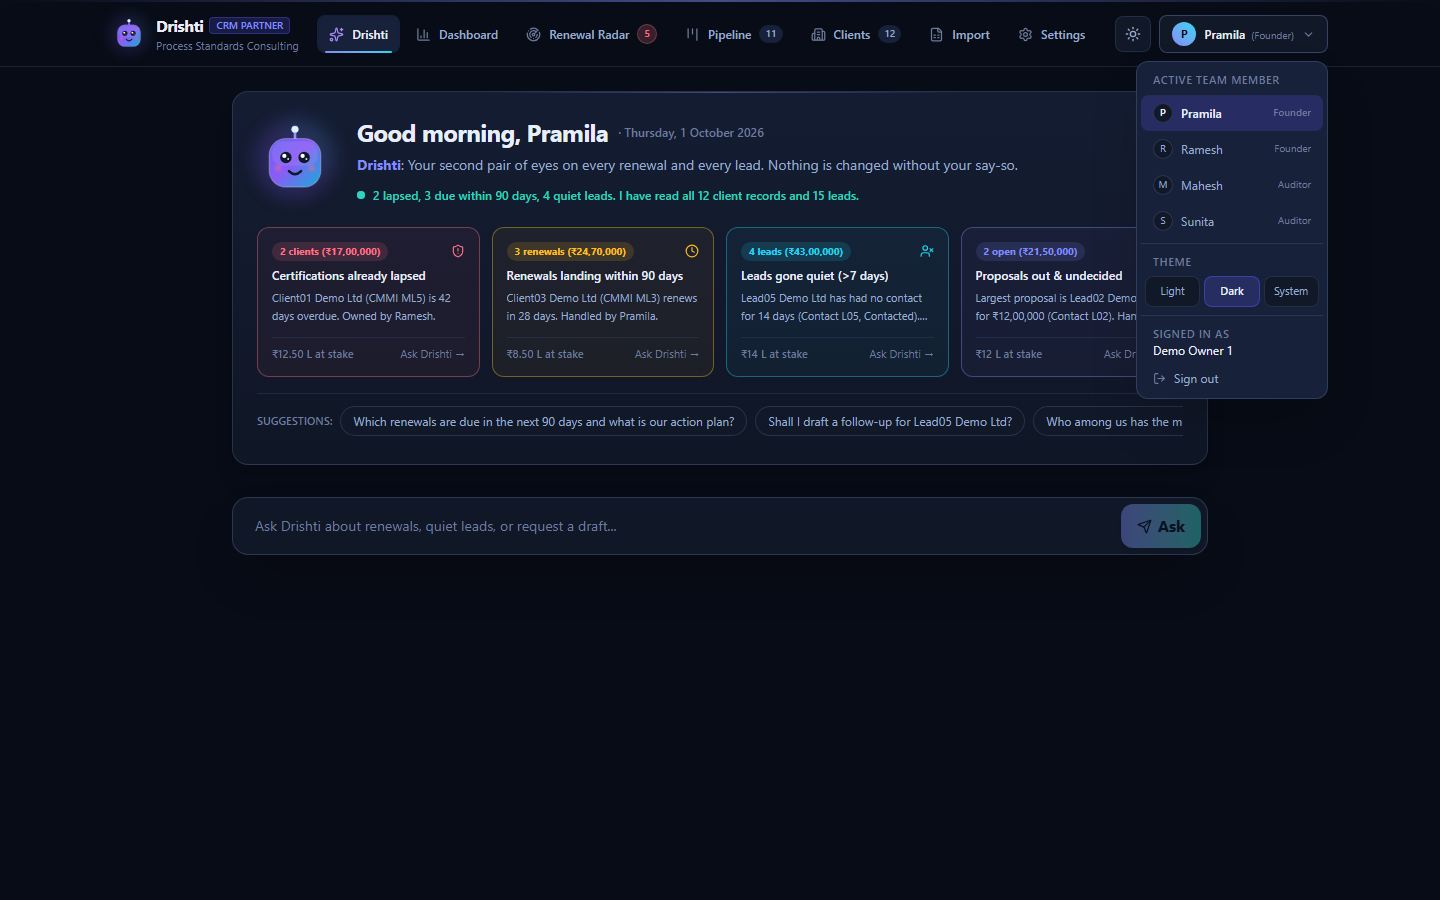 Drishti CRM PARTNER
Process Standards Consulting
Drishti
Dashboard
Renewal Radar 5
Pipeline 11
Clients 12
Import
Settings
P Pramila (Founder)
ACTIVE TEAM MEMBER
P Pramila Founder
R Ramesh Founder
M Mahesh Auditor
S Sunita Auditor
THEME
Light Dark System
SIGNED IN AS
Demo Owner 1
Sign out
Good morning, Pramila · Thursday, 1 October 2026
Drishti: Your second pair of eyes on every renewal and every lead. Nothing is changed without your say-so.
2 lapsed, 3 due within 90 days, 4 quiet leads. I have read all 12 client records and 15 leads.
2 clients (₹17,00,000)
Certifications already lapsed
Client01 Demo Ltd (CMMI ML5) is 42
days overdue. Owned by Ramesh.
₹12.50 L at stake Ask Drishti →
3 renewals (₹24,70,000)
Renewals landing within 90 days
Client03 Demo Ltd (CMMI ML3) renews
in 28 days. Handled by Pramila.
₹8.50 L at stake Ask Drishti →
4 leads (₹43,00,000)
Leads gone quiet (>7 days)
Lead05 Demo Ltd has had no contact
for 14 days (Contact L05, Contacted)....
₹14 L at stake Ask Drishti →
2 open (₹21,50,000)
Proposals out & undecided
Largest proposal is Lead02 Demo
for ₹12,00,000 (Contact L02). Han
₹12 L at stake Ask Dr
SUGGESTIONS: Which renewals are due in the next 90 days and what is our action plan? Shall I draft a follow-up for Lead05 Demo Ltd? Who among us has the m
Ask Drishti about renewals, quiet leads, or request a draft...
Ask